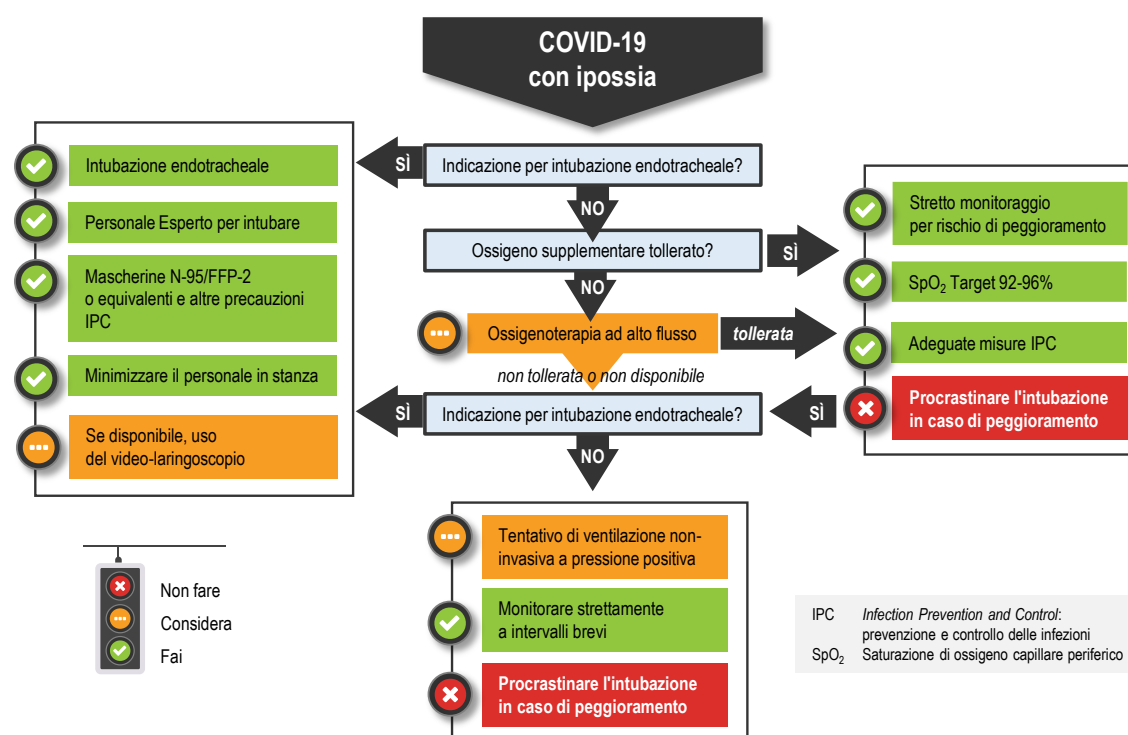 COVID-19
con ipossia
Indicazione per intubazione endotracheale?
SÌ
Intubazione endotracheale
Personale Esperto per intubare
Mascherine N-95/FFP-2
o equivalenti e altre precauzioni
IPC
Minimizzare il personale in stanza
Se disponibile, uso
del video-laringoscopio
NO
Ossigeno supplementare tollerato?
SÌ
Stretto monitoraggio
per rischio di peggioramento
SpO₂ Target 92-96%
Adeguate misure IPC
Procrastinare l'intubazione
in caso di peggioramento
NO
Ossigenoterapia ad alto flusso
tollerata
non tollerata o non disponibile
SÌ
Indicazione per intubazione endotracheale?
SÌ
NO
Tentativo di ventilazione non-
invasiva a pressione positiva
Monitorare strettamente
a intervalli brevi
Procrastinare l'intubazione
in caso di peggioramento
Non fare
Considera
Fai
IPC Infection Prevention and Control:
prevenzione e controllo delle infezioni
SpO₂ Saturazione di ossigeno capillare periferico